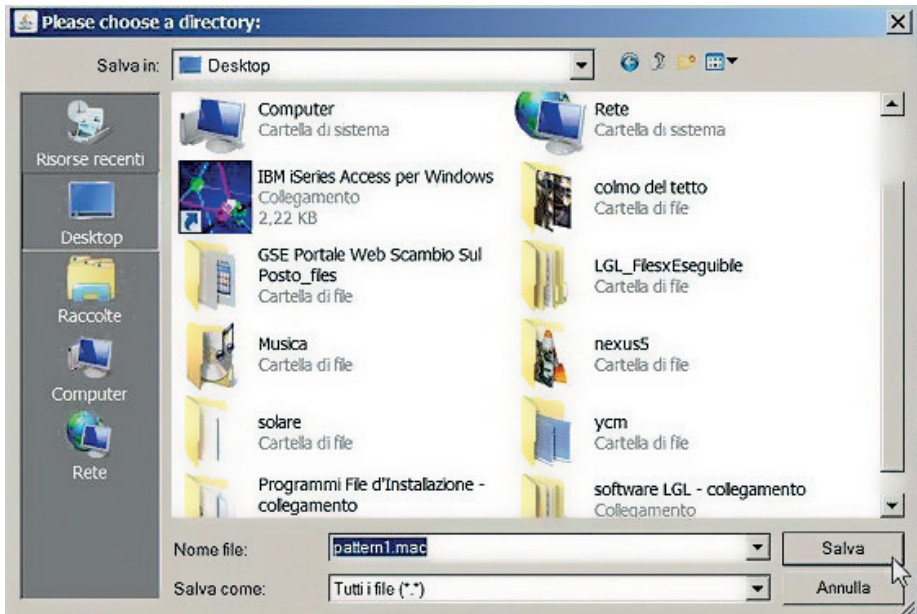 Please choose a directory:
Salva in:
Desktop
Risorse recenti
Desktop
Raccolte
Computer
Rete
Computer
Cartella di sistema
Rete
Cartella di sistema
IBM iSeries Access per Windows
Collegamento
2,22 KB
colmo del tetto
Cartella di file
GSE Portale Web Scambio Sul
Posto_files
Cartella di file
LGL_FilesxEseguibile
Cartella di file
Musica
Cartella di file
nexus5
Cartella di file
solare
Cartella di file
ycm
Cartella di file
Programmi File d'Installazione -
collegamento
software LGL - collegamento
Collegamento
Nome file:
pattern1.mac
Salva
Salva come:
Tutti i file (*.*)
Annulla